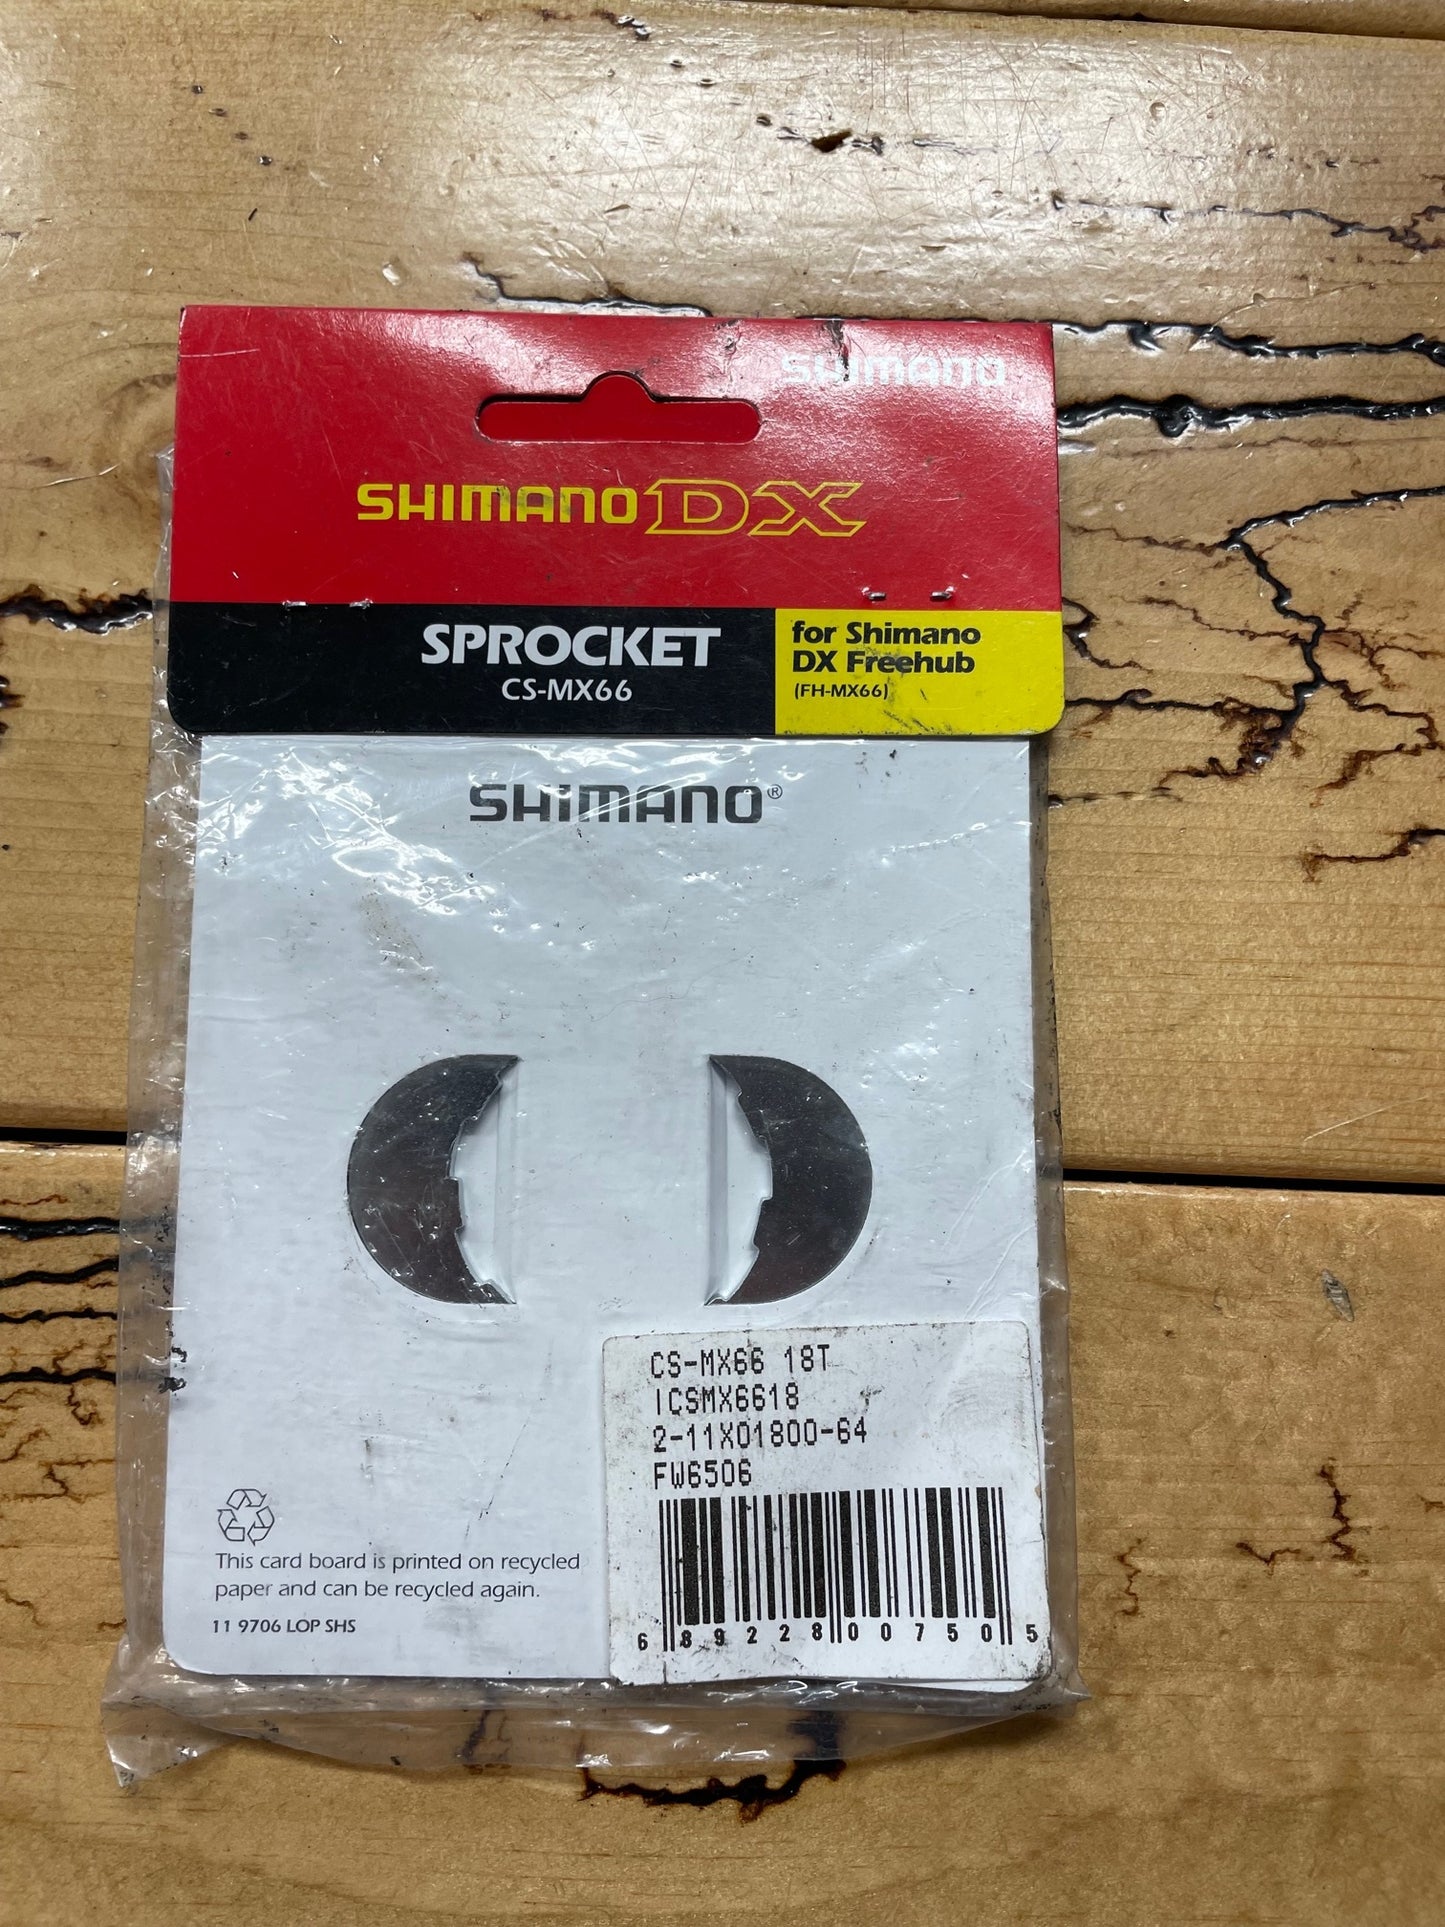 SHIMANO
SHIMANO DX
SPROCKET
CS-MX66
for Shimano
DX Freehub
(FH-MX66)
SHIMANO®
CS-MX66 18T
ICSMX6618
2-11X01800-64
FW6506
6 89228 00750 5
This card board is printed on recycled
paper and can be recycled again.
11 9706 LOP SHS